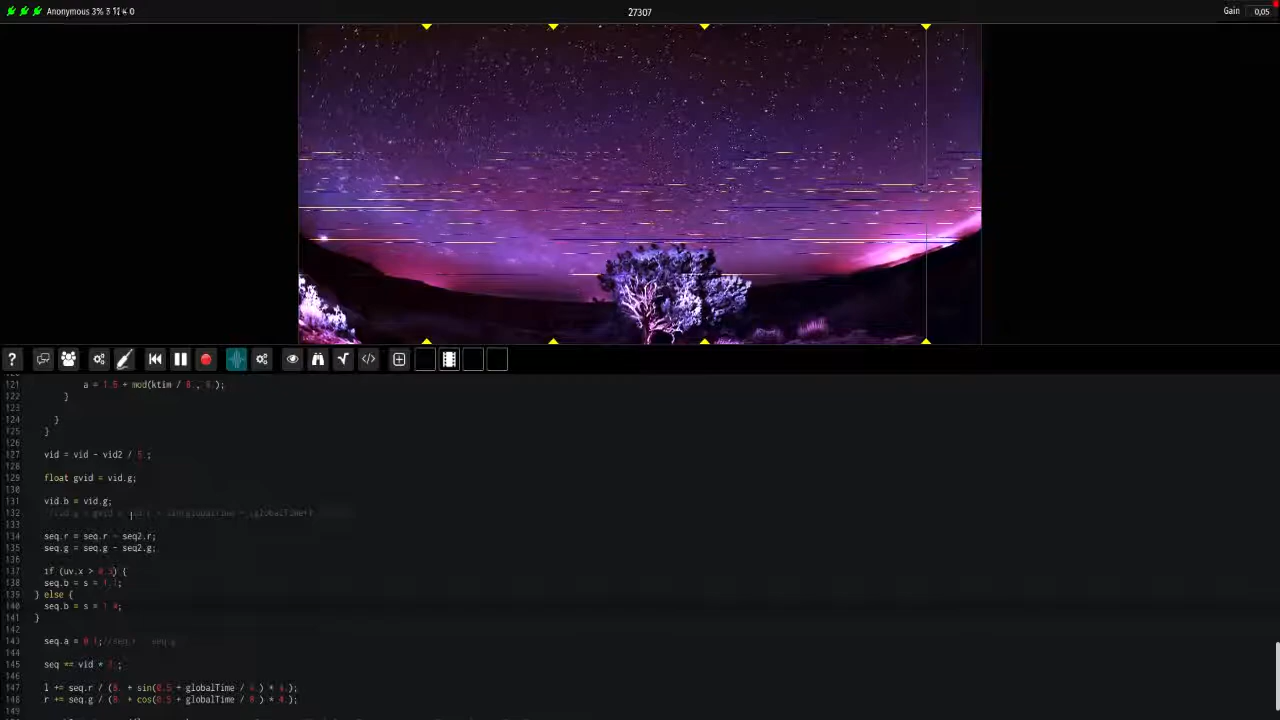 Anonymous 3%
27307
Gain 0,05
?
121 a = 1.5 + mod(ktim / 8., 
122 }
123
124 }
125 }
126
127 vid = vid - vid2 / 5.;
128
129 float gvid = vid.g;
130
131 vid.b = vid.g;
132
133
134 seq.r = seq.r - seq2.r;
135 seq.g = seq.g - seq2.g;
136
137 if (uv.x > 0.5) {
138 seq.b = s = 1.
139 } else {
140 seq.b = s = 1.
141 }
142
143 seq.a = 0.
144
145 seq *= vid *
146
147 l += seq.r / (8. + sin(0.5 + globalTime /
148 r += seq.g / (8. + cos(0.5 + globalTime / 8.) * 4.);
149